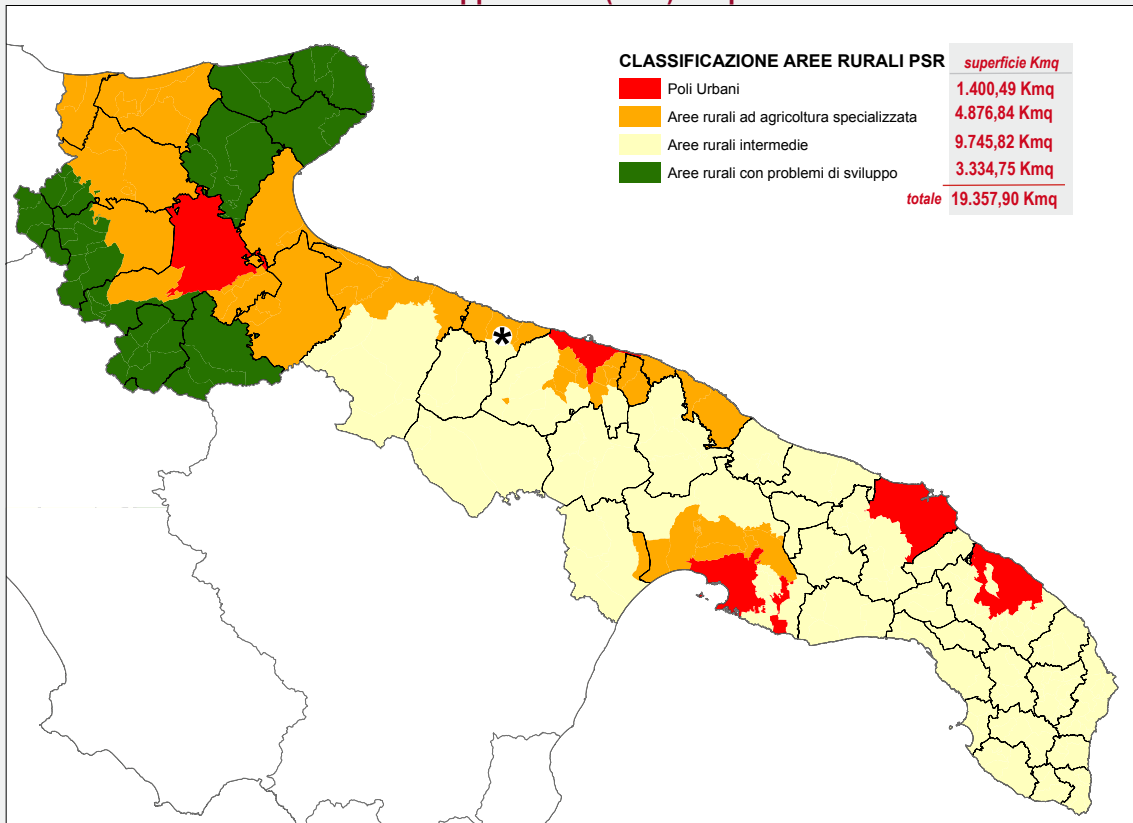 CLASSIFICAZIONE AREE RURALI PSR superficie Kmq
Poli Urbani 1.400,49 Kmq
Aree rurali ad agricoltura specializzata 4.876,84 Kmq
Aree rurali intermedie 9.745,82 Kmq
Aree rurali con problemi di sviluppo 3.334,75 Kmq
totale 19.357,90 Kmq
*